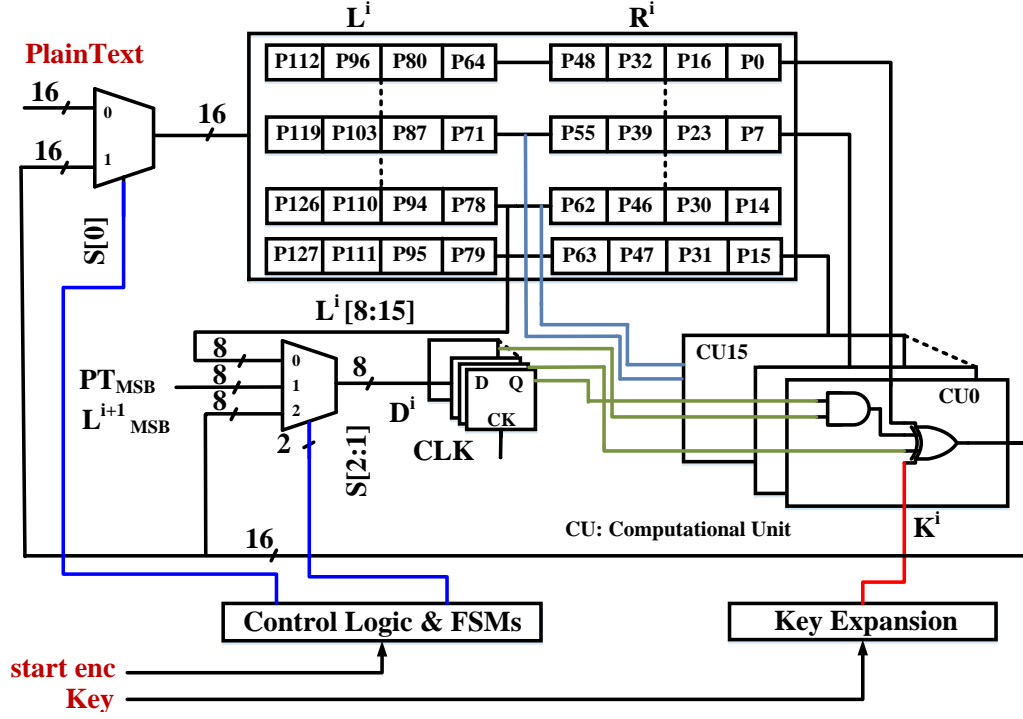 L^i R^i
PlainText
P112 P96 P80 P64 P48 P32 P16 P0
16 0
16
P119 P103 P87 P71 P55 P39 P23 P7
16 1
P126 P110 P94 P78 P62 P46 P30 P14
S[0]
P127 P111 P95 P79 P63 P47 P31 P15
L^i [8:15]
8 0 CU15
PT_MSB 8 1 8 D Q CU0
L^{i+1}_MSB 8 2 D^i CK
2 S[2:1] CLK
CU: Computational Unit K^i
16
Control Logic & FSMs Key Expansion
start enc
Key